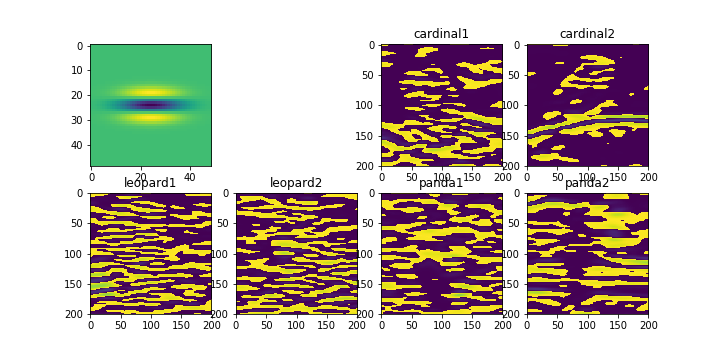 cardinal1 cardinal2
0 0 0
10 50 50
20 100 100
30 150 150
40 200 200
0 20 40 0 50 100 150 200 0 50 100 150 200
leopard1 leopard2 panda1 panda2
0 0 0 0
50 50 50 50
100 100 100 100
150 150 150 150
200 200 200 200
0 50 100 150 200 0 50 100 150 200 0 50 100 150 200 0 50 100 150 200